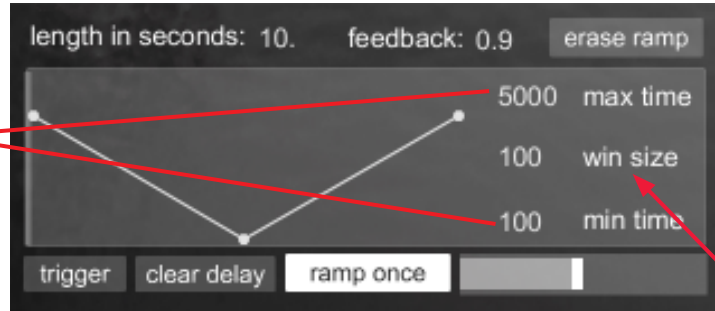 length in seconds: 10. feedback: 0.9 erase ramp
5000 max time
100 win size
100 min time
trigger clear delay ramp once